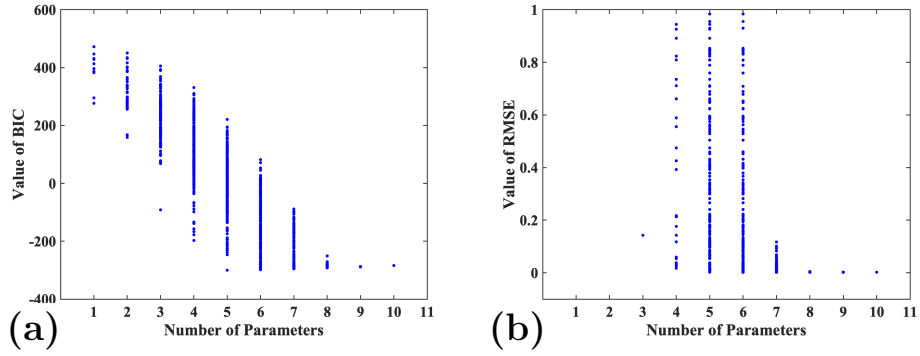 600
400
200
0
-200
-400
Value of BIC
1 2 3 4 5 6 7 8 9 10 11
Number of Parameters
(a)
1
0.8
0.6
0.4
0.2
0
Value of RMSE
1 2 3 4 5 6 7 8 9 10 11
Number of Parameters
(b)